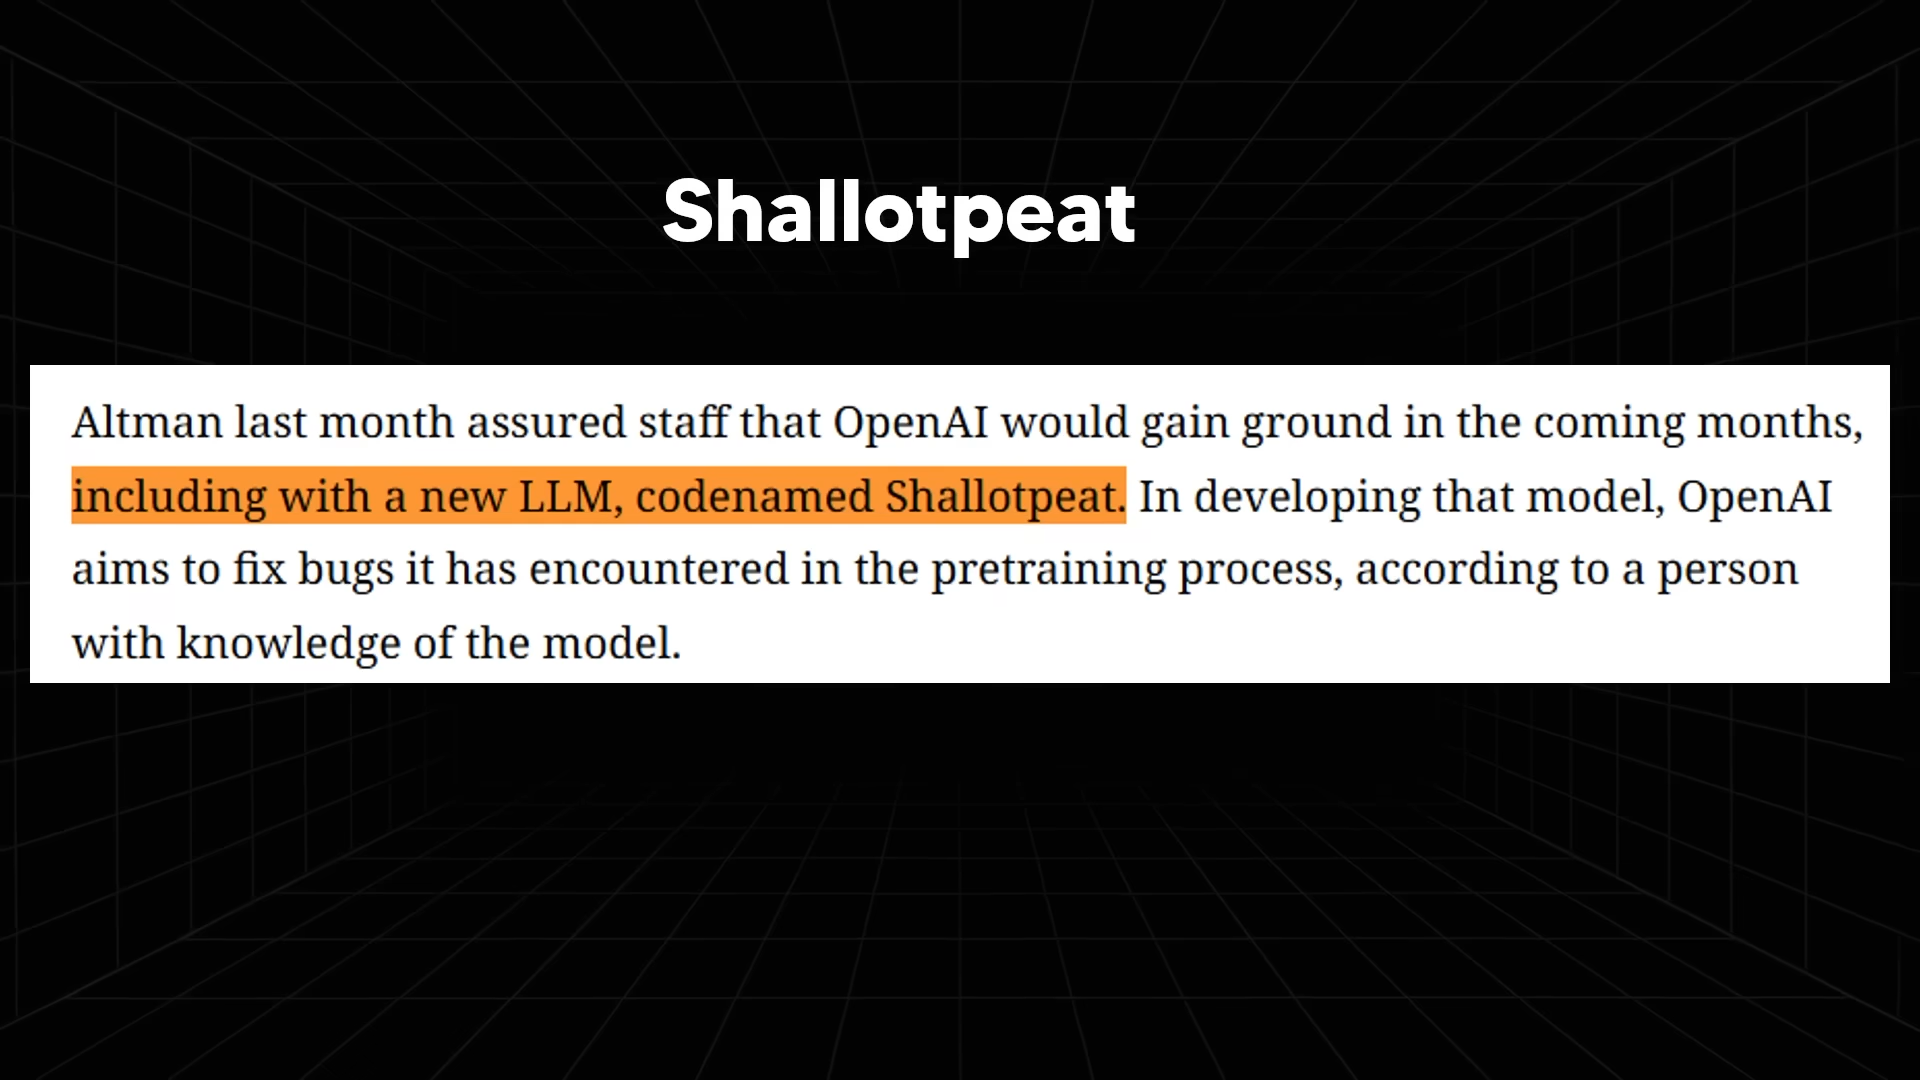 Shallotpeat
Altman last month assured staff that OpenAI would gain ground in the coming months,
including with a new LLM, codenamed Shallotpeat. In developing that model, OpenAI
aims to fix bugs it has encountered in the pretraining process, according to a person
with knowledge of the model.